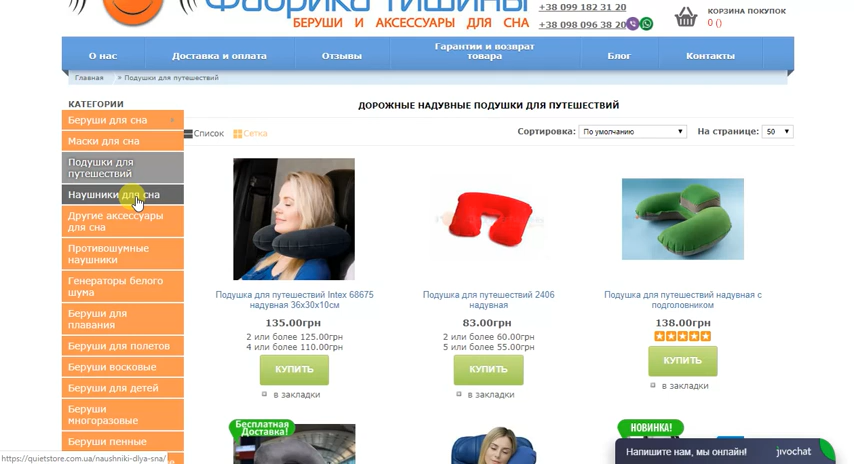 Фабрика тишины
БЕРУШИ И АКСЕССУАРЫ ДЛЯ СНА
+38 099 182 31 20
+38 098 096 38 20
КОРЗИНА ПОКУПОК
0 ()
О нас
Доставка и оплата
Отзывы
Гарантии и возврат
товара
Блог
Контакты
Главная » Подушки для путешествий
КАТЕГОРИИ
Беруши для сна +
Маски для сна
Подушки для
путешествий
Наушники для сна
Другие аксессуары
для сна
Противошумные
наушники
Генераторы белого
шума
Беруши для
плавания
Беруши для полетов
Беруши восковые
Беруши для детей
Беруши
многоразовые
Беруши пенные
ДОРОЖНЫЕ НАДУВНЫЕ ПОДУШКИ ДЛЯ ПУТЕШЕСТВИЙ
Список Сетка
Сортировка: По умолчанию
На странице: 50
Подушка для путешествий Intex 68675
надувная 36x30x10см
135.00грн
2 или более 125.00грн
4 или более 110.00грн
КУПИТЬ
в закладки
Подушка для путешествий 2406
надувная
83.00грн
2 или более 60.00грн
5 или более 55.00грн
КУПИТЬ
в закладки
Подушка для путешествий надувная с
подголовником
138.00грн
КУПИТЬ
в закладки
Бесплатная
Доставка!
НОВИНКА!
Напишите нам, мы онлайн!
jivochat
https://quietstore.com.ua/naushniki-dlya-sna/